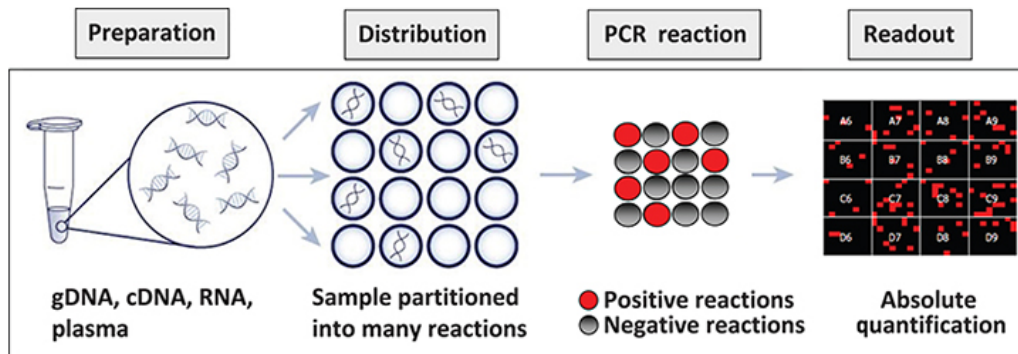 Preparation
Distribution
PCR reaction
Readout
A6 A7 A8 A9
B6 B7 B8 B9
C6 C7 C8 C9
D6 D7 D8 D9
gDNA, cDNA, RNA,
plasma
Sample partitioned
into many reactions
Positive reactions
Negative reactions
Absolute
quantification